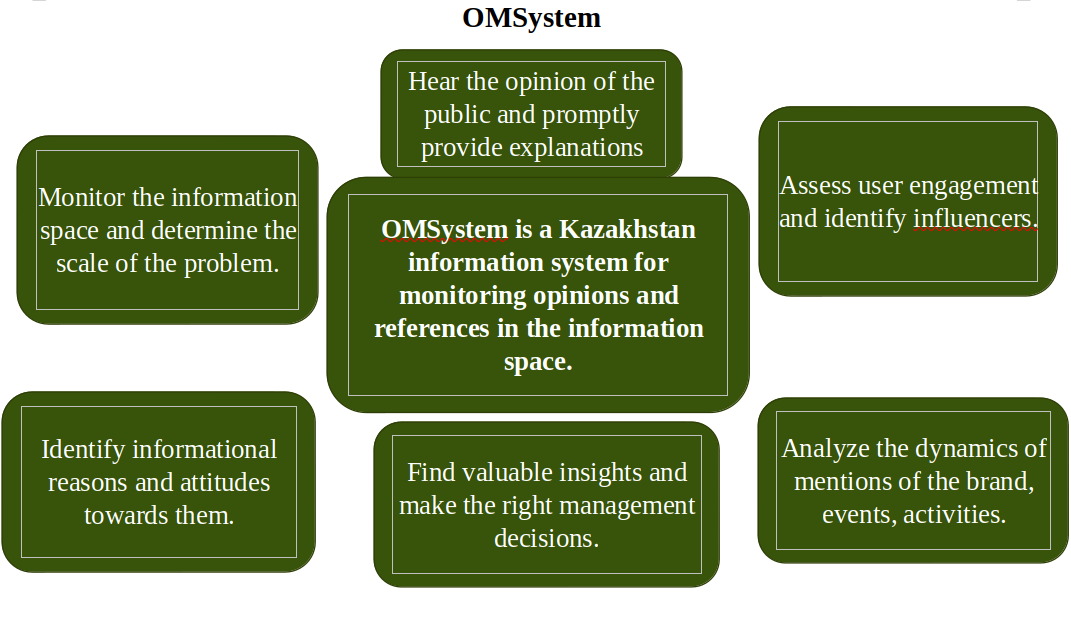 OMSystem
Hear the opinion of the
public and promptly
provide explanations
Monitor the information
space and determine the
scale of the problem.
OMSystem is a Kazakhstan
information system for
monitoring opinions and
references in the information
space.
Assess user engagement
and identify influencers.
Identify informational
reasons and attitudes
towards them.
Find valuable insights and
make the right management
decisions.
Analyze the dynamics of
mentions of the brand,
events, activities.